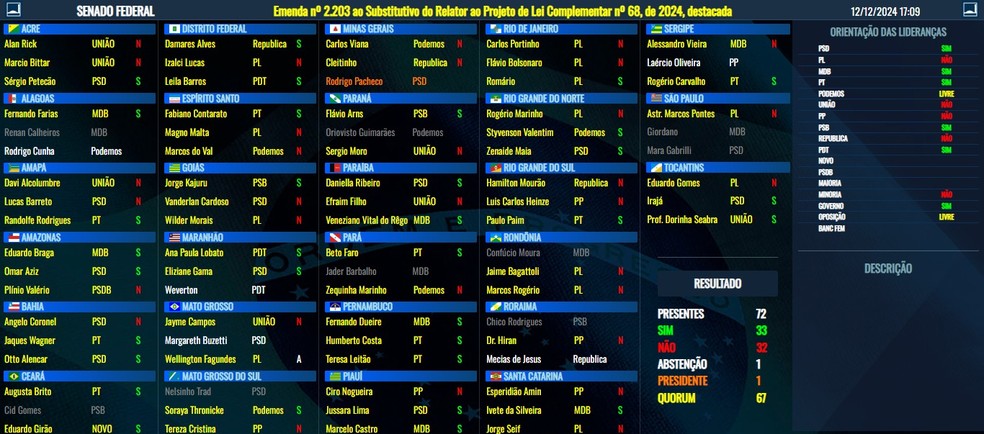 SENADO FEDERAL
Emenda nº 2.203 ao Substitutivo do Relator ao Projeto de Lei Complementar nº 68, de 2024, destacada
12/12/2024 17:09
ACRE
Alan Rick UNIÃO N
Marcio Bittar UNIÃO N
Sérgio Petecão PSD S
ALAGOAS
Fernando Farias MDB S
Renan Calheiros MDB
Rodrigo Cunha Podemos
AMAPÁ
Davi Alcolumbre UNIÃO N
Lucas Barreto PSD N
Randolfe Rodrigues PT S
AMAZONAS
Eduardo Braga MDB S
Omar Aziz PSD S
Plínio Valério PSDB N
BAHIA
Angelo Coronel PSD N
Jaques Wagner PT S
Otto Alencar PSD S
CEARÁ
Augusta Brito PT S
Cid Gomes PSB
Eduardo Girão NOVO S
DISTRITO FEDERAL
Damares Alves Republica S
Izalci Lucas PL N
Leila Barros PDT S
ESPÍRITO SANTO
Fabiano Contarato PT S
Magno Malta PL N
Marcos do Val Podemos N
GOIÁS
Jorge Kajuru PSB S
Vanderlan Cardoso PSD N
Wilder Morais PL N
MARANHÃO
Ana Paula Lobato PDT S
Eliziane Gama PSD S
Weverton PDT
MATO GROSSO
Jayme Campos UNIÃO N
Margareth Buzetti PSD
Wellington Fagundes PL A
MATO GROSSO DO SUL
Nelsinho Trad PSD
Soraya Thronicke Podemos S
Tereza Cristina PP N
MINAS GERAIS
Carlos Viana Podemos N
Cleitinho Republica N
Rodrigo Pacheco PSD
PARANÁ
Flávio Arns PSB S
Oriovisto Guimarães Podemos
Sergio Moro UNIÃO N
PARAÍBA
Daniella Ribeiro PSD S
Efraim Filho UNIÃO N
Veneziano Vital do Rêgo MDB S
PARÁ
Beto Faro PT S
Jader Barbalho MDB
Zequinha Marinho Podemos N
PERNAMBUCO
Fernando Dueire MDB S
Humberto Costa PT S
Teresa Leitão PT S
PIAUÍ
Ciro Nogueira PP N
Jussara Lima PSD S
Marcelo Castro MDB S
RIO DE JANEIRO
Carlos Portinho PL N
Flávio Bolsonaro PL N
Romário PL S
RIO GRANDE DO NORTE
Rogério Marinho PL N
Styvenson Valentim Podemos S
Zenaide Maia PSD S
RIO GRANDE DO SUL
Hamilton Mourão Republica N
Luis Carlos Heinze PP N
Paulo Paim PT S
RONDÔNIA
Confúcio Moura MDB
Jaime Bagattoli PL N
Marcos Rogério PL N
RORAIMA
Chico Rodrigues PSB
Dr. Hiran PP N
Mecias de Jesus Republica
SANTA CATARINA
Esperidião Amin PP N
Ivete da Silveira MDB S
Jorge Seif PL N
SERGIPE
Alessandro Vieira MDB N
Laércio Oliveira PP
Rogério Carvalho PT S
SÃO PAULO
Astr. Marcos Pontes PL N
Giordano MDB
Mara Gabrilli PSD
TOCANTINS
Eduardo Gomes PL N
Irajá PSD S
Prof. Dorinha Seabra UNIÃO S
RESULTADO
PRESENTES 72
SIM 33
NÃO 32
ABSTENÇÃO 1
PRESIDENTE 1
QUORUM 67
ORIENTAÇÃO DAS LIDERANÇAS
PSD SIM
PL NÃO
MDB SIM
PT SIM
PODEMOS LIVRE
UNIÃO NÃO
PP NÃO
PSB SIM
REPUBLICA NÃO
PDT SIM
NOVO
PSDB
MAIORIA
MINORIA NÃO
GOVERNO SIM
OPOSIÇÃO LIVRE
BANC FEM
DESCRIÇÃO